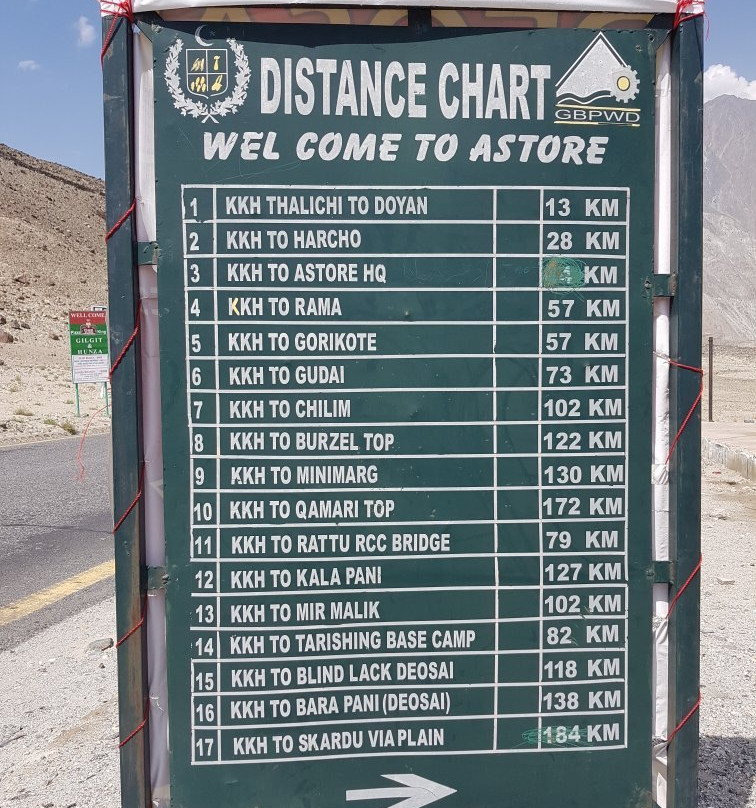 DISTANCE CHART
GBPWD
WEL COME TO ASTORE
1 KKH THALICHI TO DOYAN 13 KM
2 KKH TO HARCHO 28 KM
3 KKH TO ASTORE HQ KM
4 KKH TO RAMA 57 KM
5 KKH TO GORIKOTE 57 KM
6 KKH TO GUDAI 73 KM
7 KKH TO CHILIM 102 KM
8 KKH TO BURZEL TOP 122 KM
9 KKH TO MINIMARG 130 KM
10 KKH TO QAMARI TOP 172 KM
11 KKH TO RATTU RCC BRIDGE 79 KM
12 KKH TO KALA PANI 127 KM
13 KKH TO MIR MALIK 102 KM
14 KKH TO TARISHING BASE CAMP 82 KM
15 KKH TO BLIND LACK DEOSAI 118 KM
16 KKH TO BARA PANI (DEOSAI) 138 KM
17 KKH TO SKARDU VIA PLAIN 184 KM
WELL COME
GILGIT
&
HUNZA